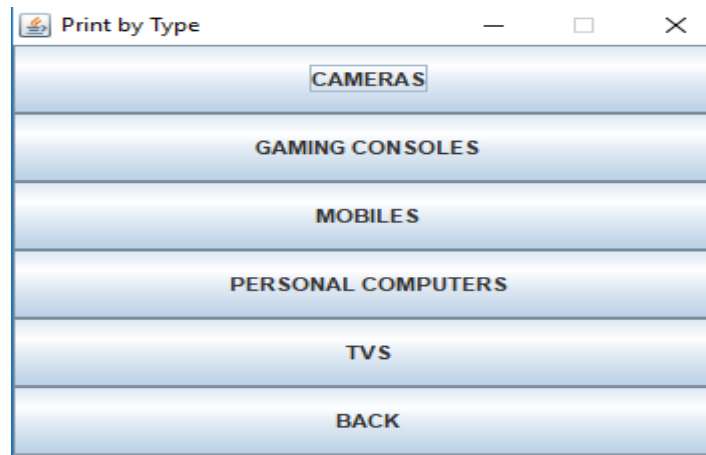 Print by Type
CAMERAS
GAMING CONSOLES
MOBILES
PERSONAL COMPUTERS
TVS
BACK